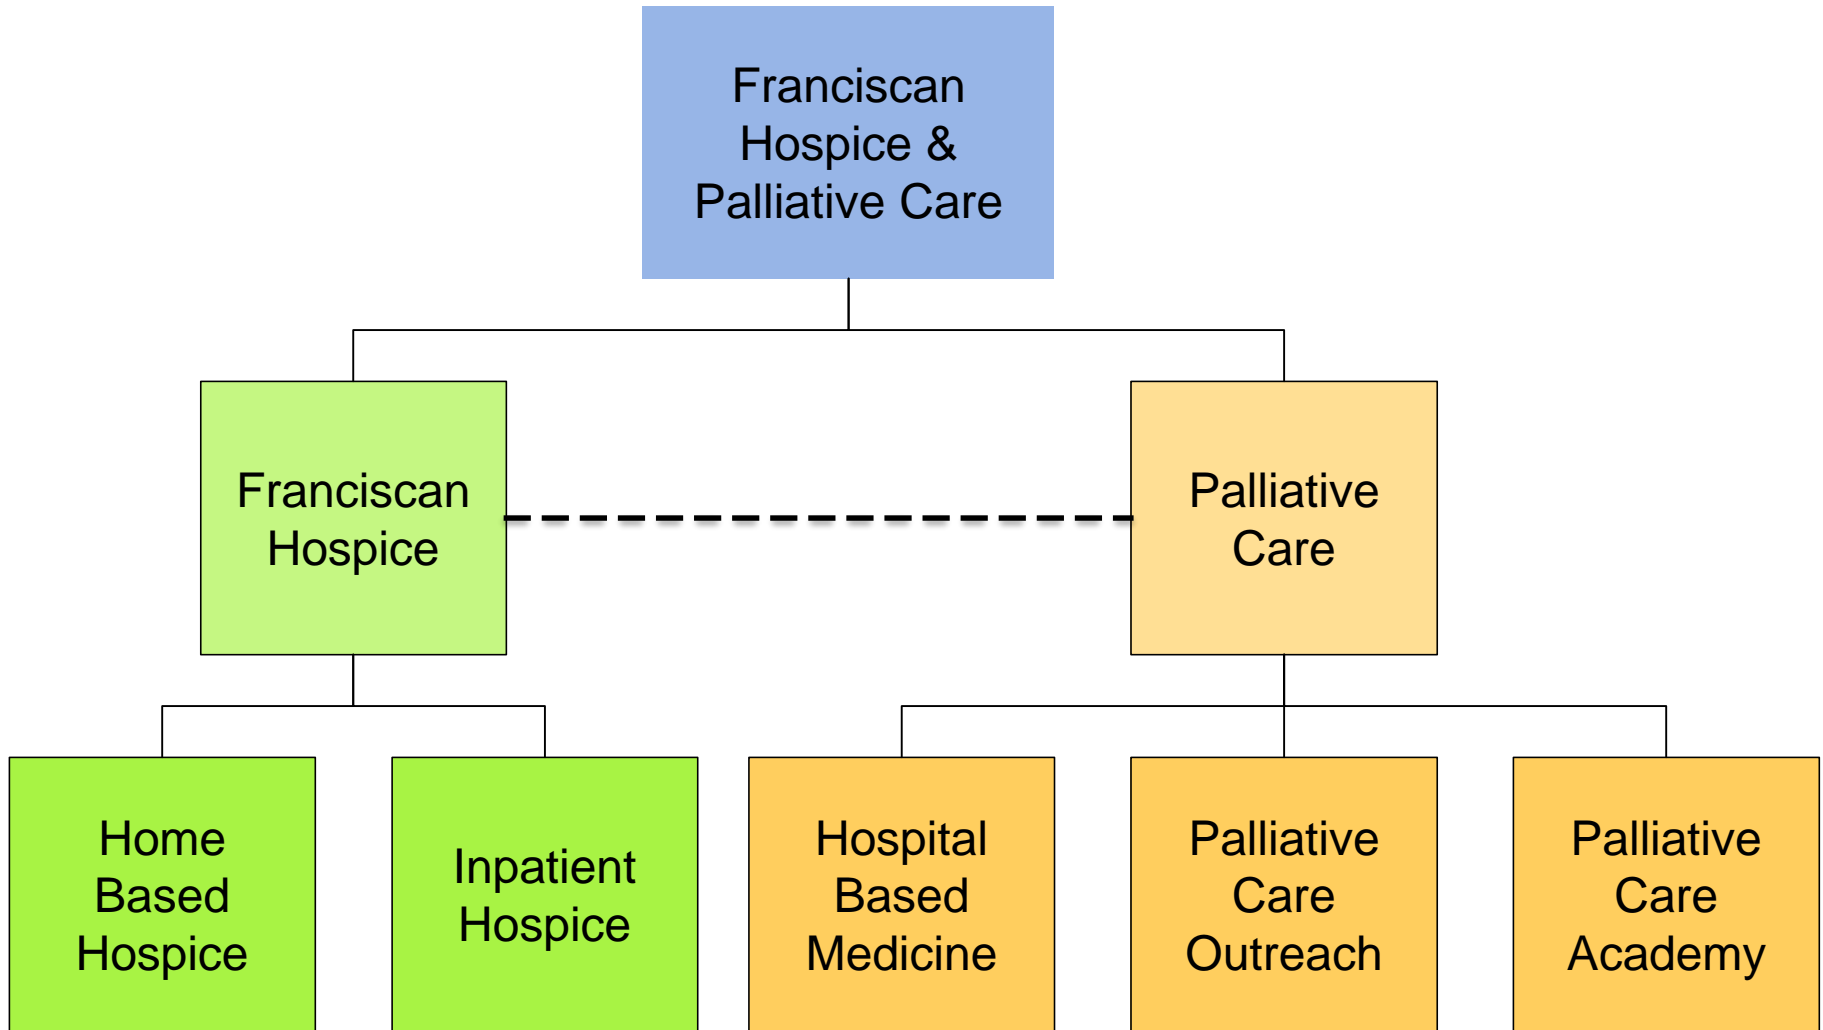 Franciscan
Hospice &
Palliative Care
Franciscan
Hospice
Palliative
Care
Home
Based
Hospice
Inpatient
Hospice
Hospital
Based
Medicine
Palliative
Care
Outreach
Palliative
Care
Academy